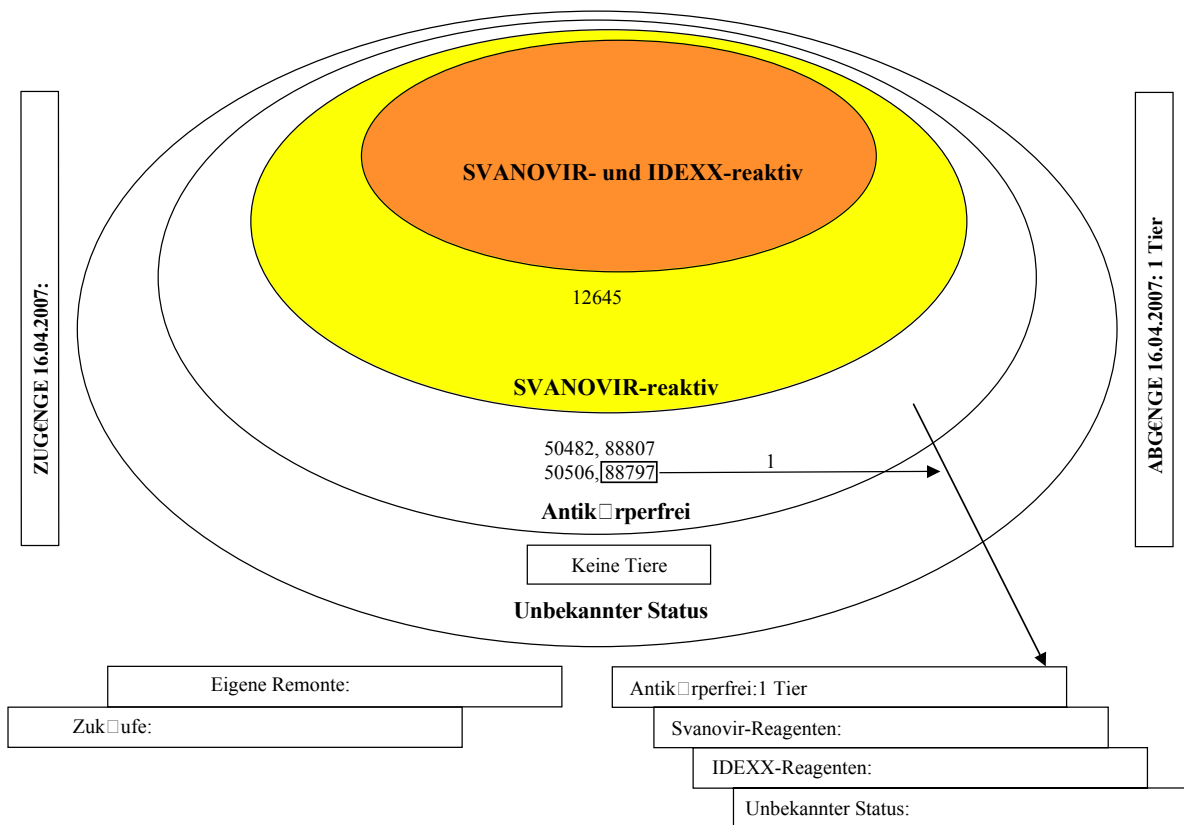 SVANOVIR- und IDEXX-reaktiv
ZUG€NGE 16.04.2007:
ABG€NGE 16.04.2007: 1 Tier
12645
SVANOVIR-reaktiv
50482, 88807
50506, 88797
1
Antik□rperfrei
Keine Tiere
Unbekannter Status
Eigene Remonte:
Zuk□ufe:
Antik□rperfrei:1 Tier
Svanovir-Reagenten:
IDEXX-Reagenten:
Unbekannter Status: